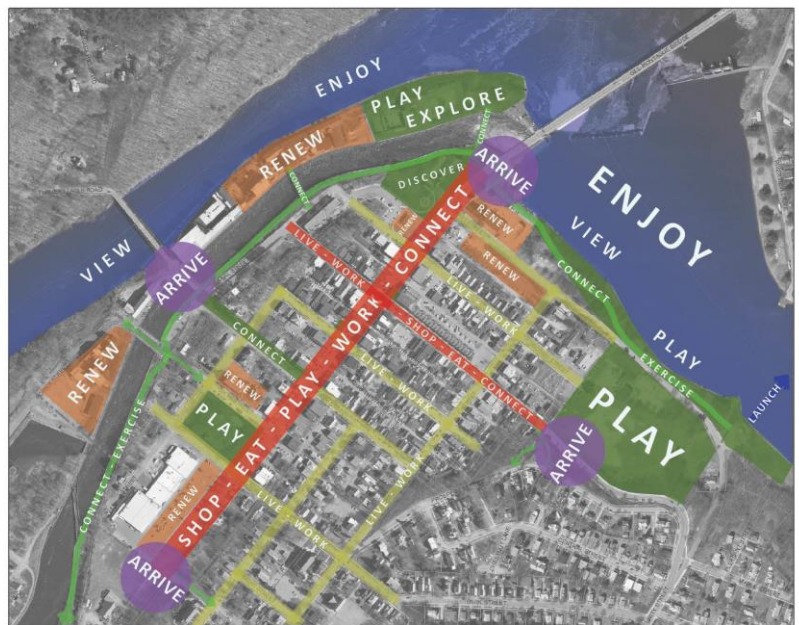 ENJOY
PLAY
EXPLORE
CONNECT
RENEW
CONNECT
ARRIVE
DISCOVER
ENJOY
VIEW
VIEW
ARRIVE
RENEW
RENEW
RENEW
CONNECT
LIVE - WORK - SHOP - EAT - CONNECT
LIVE - WORK
LIVE - WORK
CONNECT
RENEW
RENEW
PLAY
PLAY
EXERCISE
PLAY
LAUNCH
ARRIVE
CONNECT - EXERCISE
SHOP - EAT - PLAY - WORK - CONNECT
LIVE - WORK
LIVE - WORK
RENEW
ARRIVE